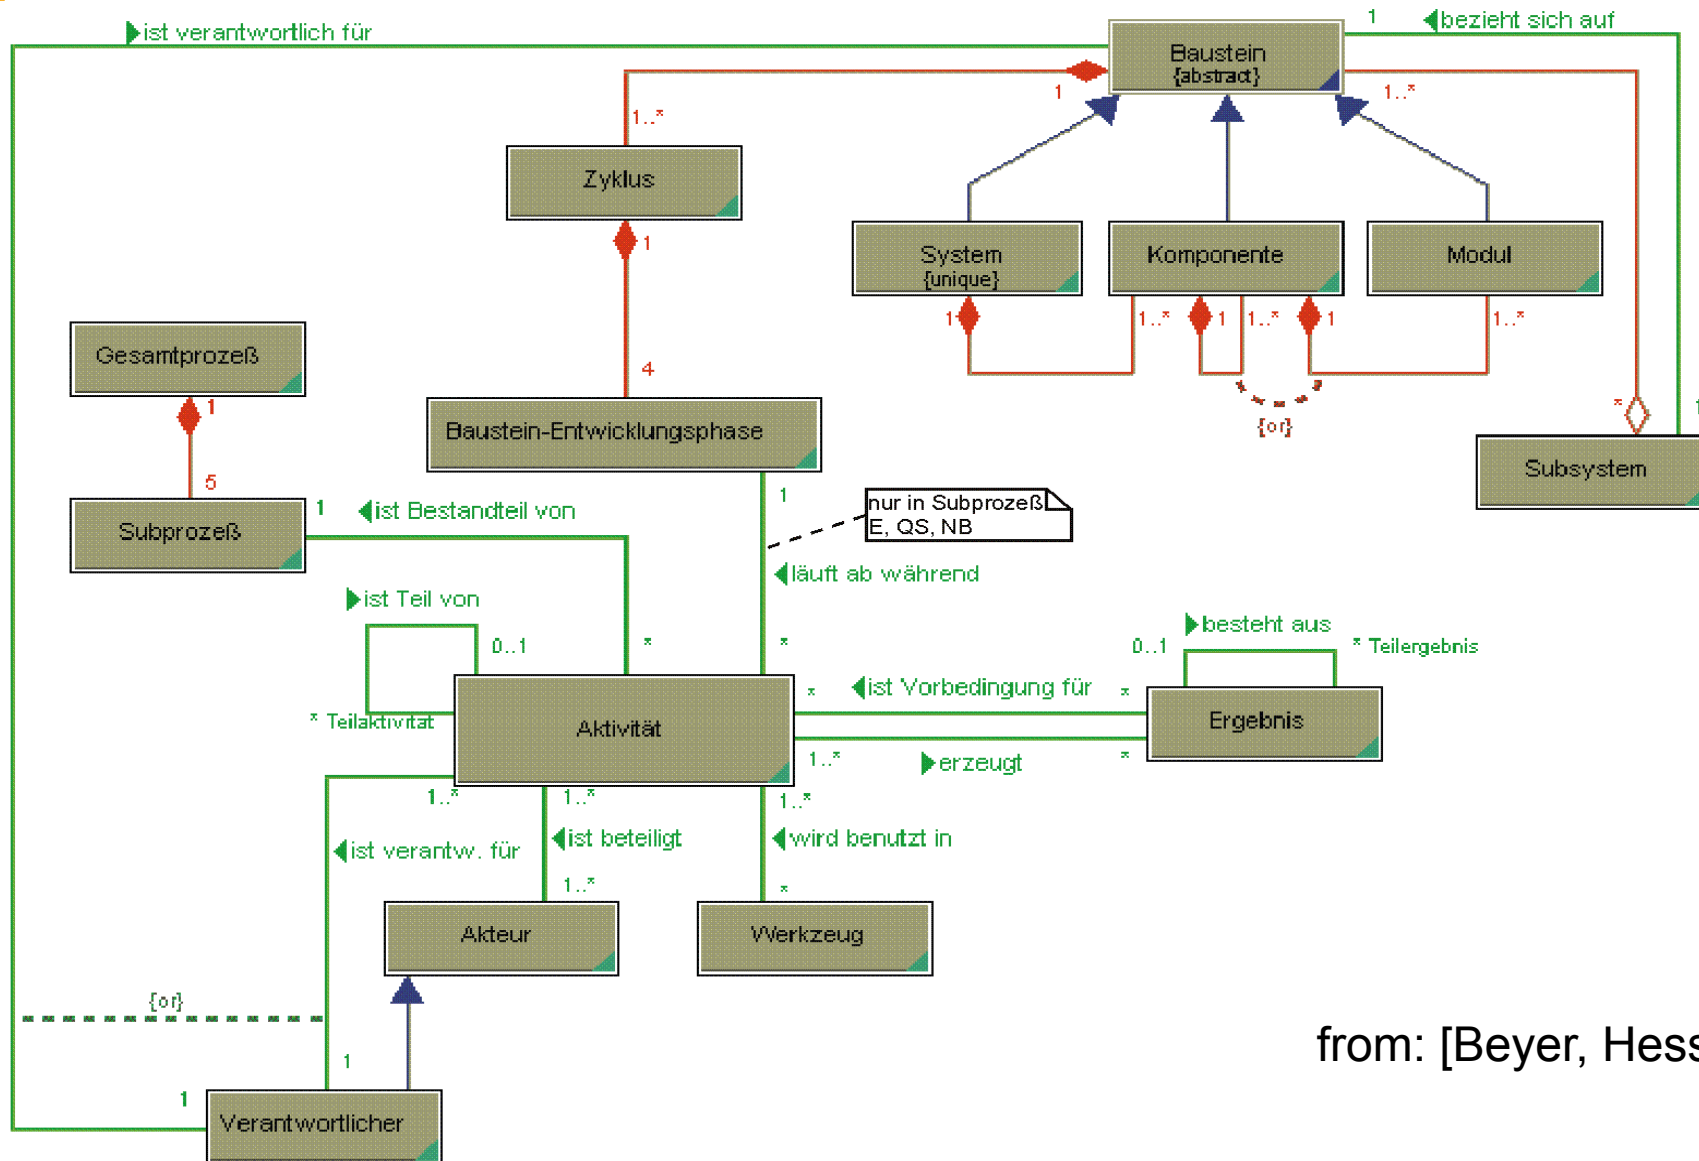 ist verantwortlich für
1
bezieht sich auf
Baustein
{abstract}
1
1..*
1..*
Zyklus
1
System
{unique}
Komponente
Modul
1
1..*
1
1..*
1
1..*
{or}
Gesamtprozeß
1
4
Baustein-Entwicklungsphase
*
1
Subsystem
5
Subprozeß
1
ist Bestandteil von
1
nur in Subprozeß
E, QS, NB
läuft ab während
ist Teil von
0..1
*
*
besteht aus
0..1
* Teilergebnis
* Teilaktivität
Aktivität
*
ist Vorbedingung für
*
Ergebnis
1..*
erzeugt
*
1..*
1..*
1..*
ist verantw. für
ist beteiligt
wird benutzt in
1..*
*
Akteur
Werkzeug
{or}
1
1
Verantwortlicher
from: [Beyer, Hess